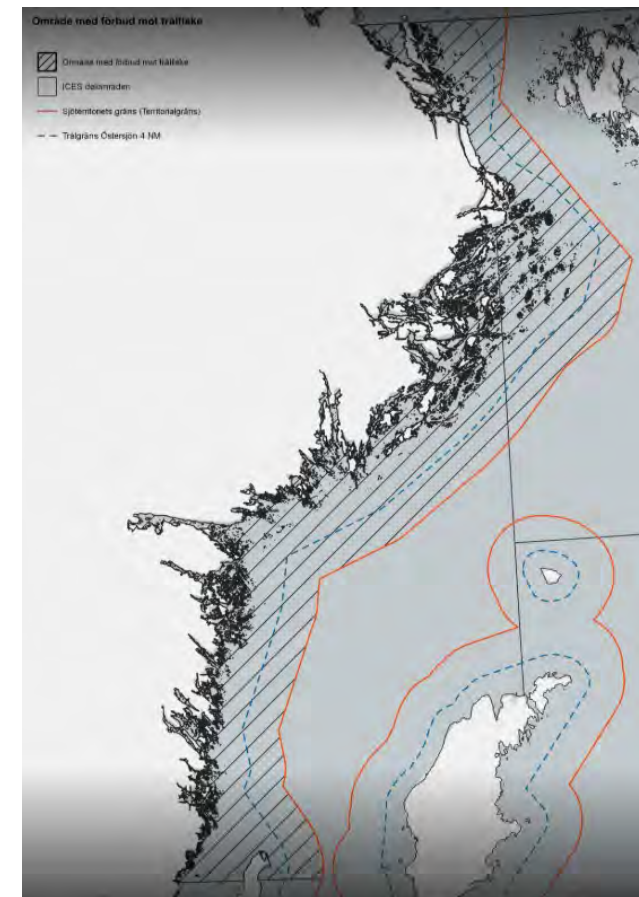 Område med förbud mot trålfiske
Område med förbud mot trålfiske
ICES delområden
Sjöterritoriets gräns (Territorialgräns)
Trålgräns Östersjön 4 NM